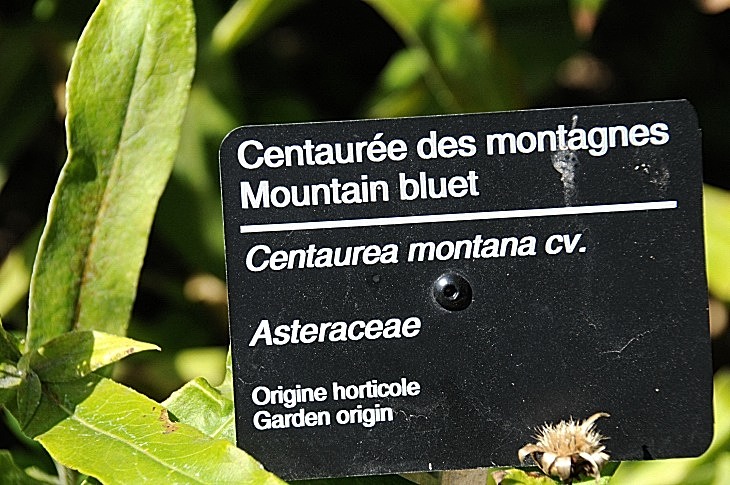 Centaurée des montagnes
Mountain bluet
Centaurea montana cv.
Asteraceae
Origine horticole
Garden origin